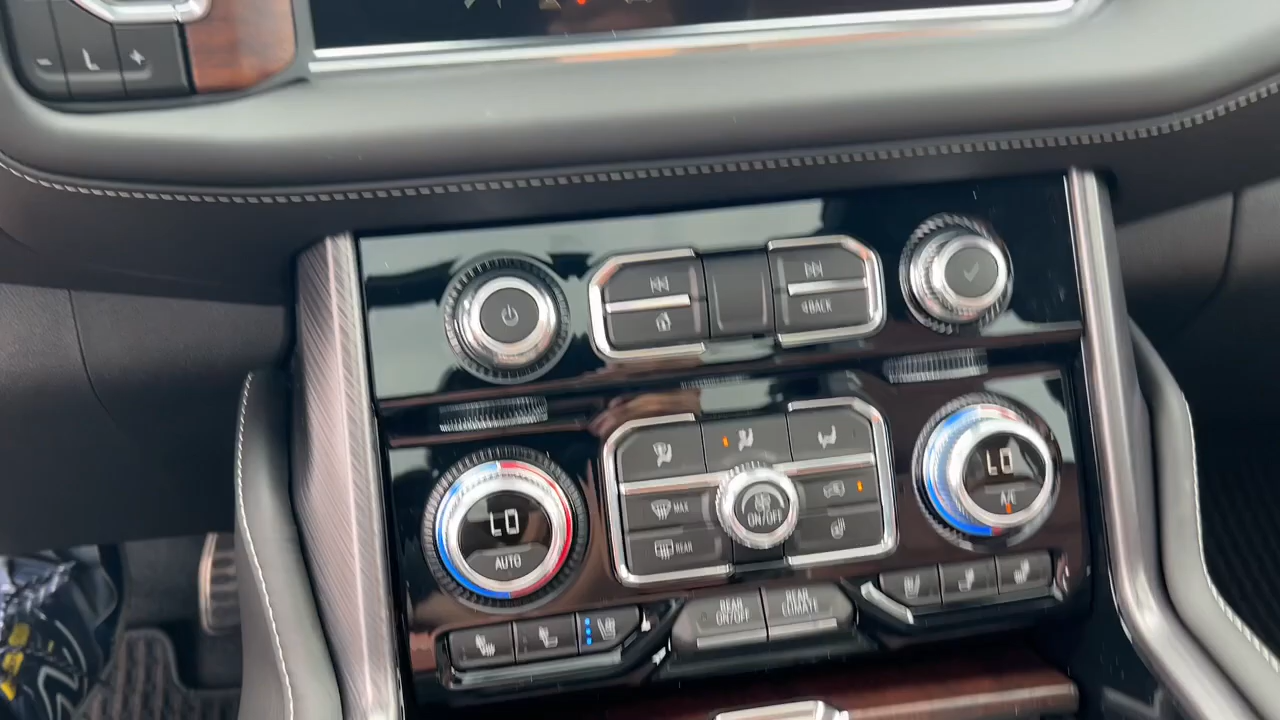 BACK
LO
AUTO
MAX
REAR
ON/OFF
LO
A/C
REAR
ON/OFF
REAR
CLIMATE